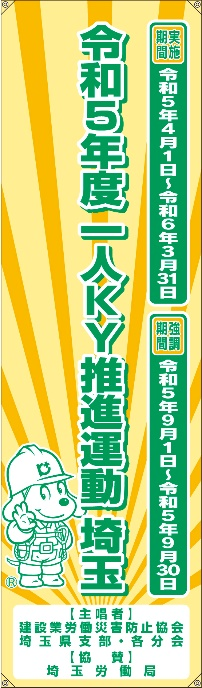 実施期間
令和5年4月1日～令和6年3月31日
強調期間
令和5年9月1日～令和5年9月30日
令和5年度 一人KY推進運動 埼玉
®
【主唱者】
建設業労働災害防止協会
埼玉県支部・各分会
【協 賛】
埼玉労働局